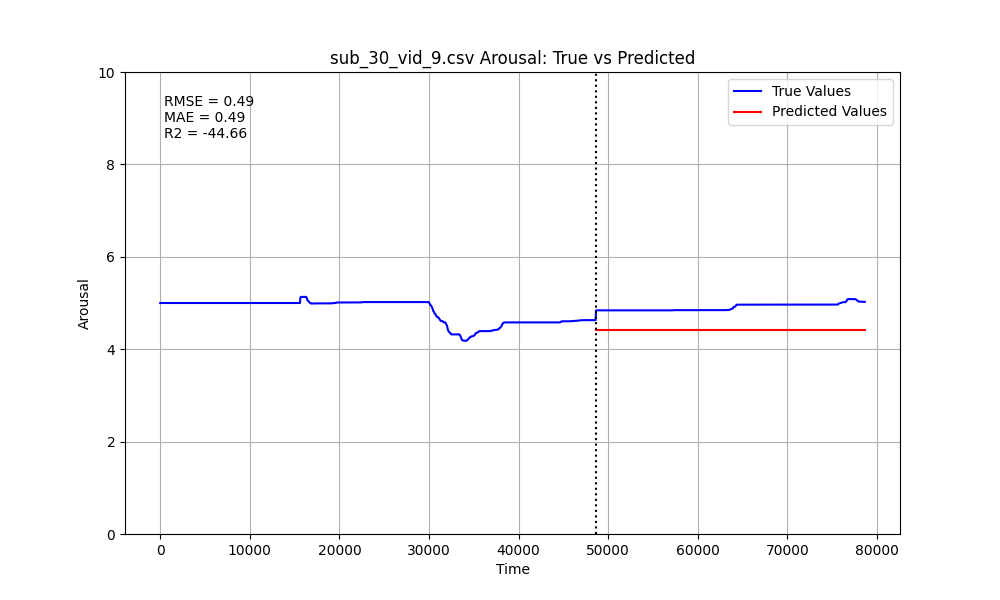 sub_30_vid_9.csv Arousal: True vs Predicted
10
8
6
4
2
0
Arousal
RMSE = 0.49
MAE = 0.49
R2 = -44.66
True Values
Predicted Values
0 10000 20000 30000 40000 50000 60000 70000 80000
Time